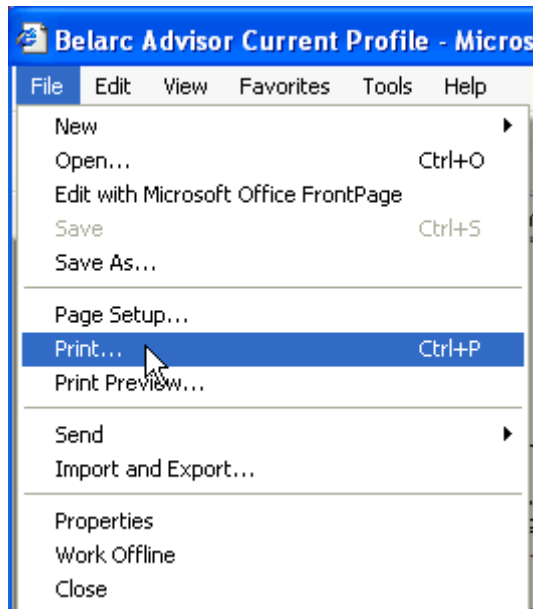 Belarc Advisor Current Profile - Micros
File Edit View Favorites Tools Help
New
Open... Ctrl+O
Edit with Microsoft Office FrontPage
Save Ctrl+S
Save As...
Page Setup...
Print... Ctrl+P
Print Preview...
Send
Import and Export...
Properties
Work Offline
Close